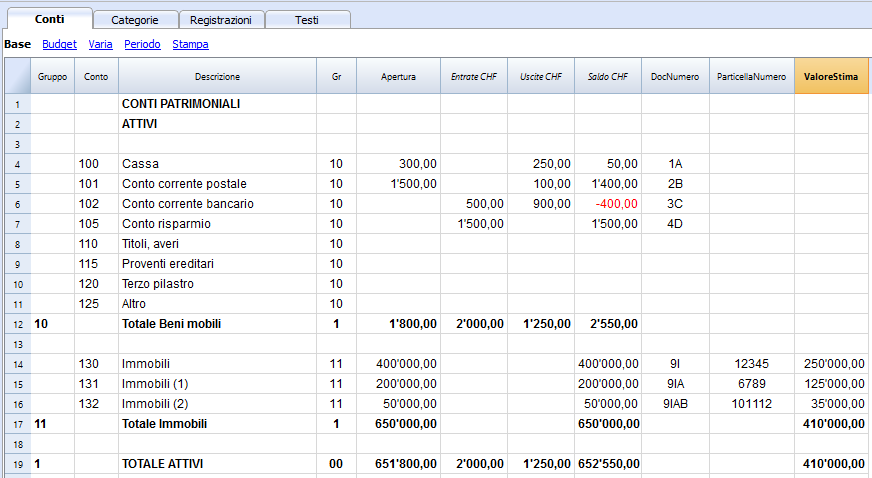 Conti Categorie Registrazioni Testi
Base Budget Varia Periodo Stampa
Gruppo Conto Descrizione Gr Apertura Entrate CHF Uscite CHF Saldo CHF DocNumero ParticellaNumero ValoreStima
1 CONTI PATRIMONIALI
2 ATTIVI
3
4 100 Cassa 10 300,00 250,00 50,00 1A
5 101 Conto corrente postale 10 1'500,00 100,00 1'400,00 2B
6 102 Conto corrente bancario 10 500,00 900,00 -400,00 3C
7 105 Conto risparmio 10 1'500,00 1'500,00 4D
8 110 Titoli, averi 10
9 115 Proventi ereditari 10
10 120 Terzo pilastro 10
11 125 Altro 10
12 10 Totale Beni mobili 1 1'800,00 2'000,00 1'250,00 2'550,00
13
14 130 Immobili 11 400'000,00 400'000,00 9I 12345 250'000,00
15 131 Immobili (1) 11 200'000,00 200'000,00 9IA 6789 125'000,00
16 132 Immobili (2) 11 50'000,00 50'000,00 9IAB 101112 35'000,00
17 11 Totale Immobili 1 650'000,00 650'000,00 410'000,00
18
19 1 TOTALE ATTIVI 00 651'800,00 2'000,00 1'250,00 652'550,00 410'000,00